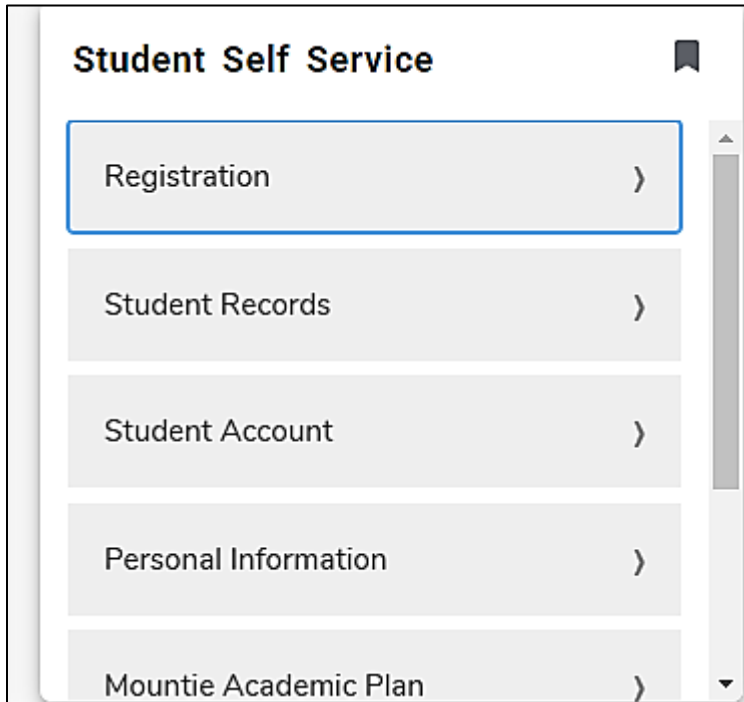 Student Self Service
Registration
Student Records
Student Account
Personal Information
Mountie Academic Plan